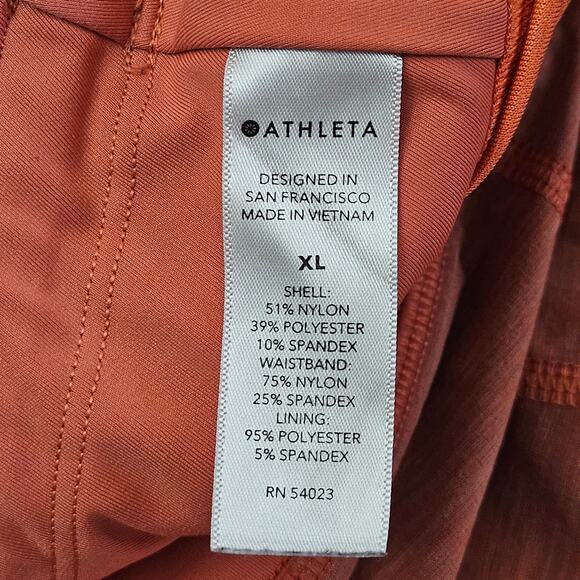 ATHLETA
DESIGNED IN
SAN FRANCISCO
MADE IN VIETNAM
XL
SHELL:
51% NYLON
39% POLYESTER
10% SPANDEX
WAISTBAND:
75% NYLON
25% SPANDEX
LINING:
95% POLYESTER
5% SPANDEX
RN 54023